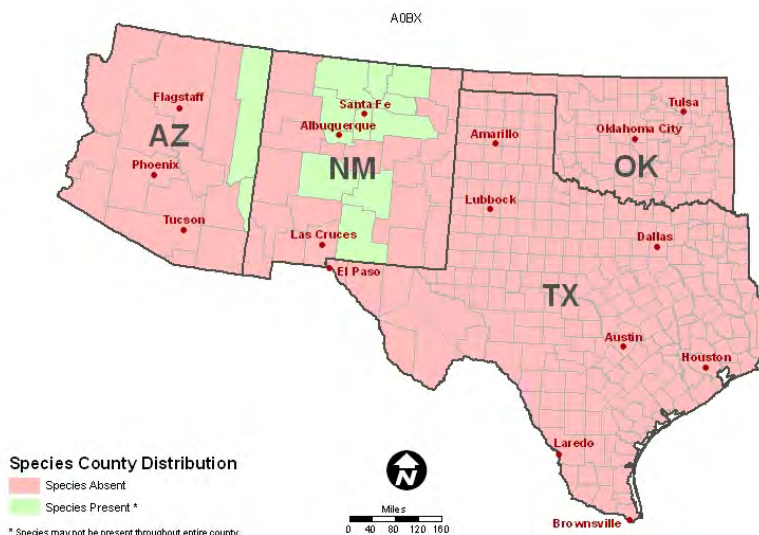 A0BX
Flagstaff
AZ
Phoenix
Tucson
Santa Fe
Albuquerque
NM
Las Cruces
El Paso
Tulsa
Oklahoma City
OK
Amarillo
Lubbock
Dallas
TX
Austin
Houston
Laredo
Brownsville
Species County Distribution
Species Absent
Species Present *
* Species may not be present throughout entire county
N
Miles
0 40 80 120 160